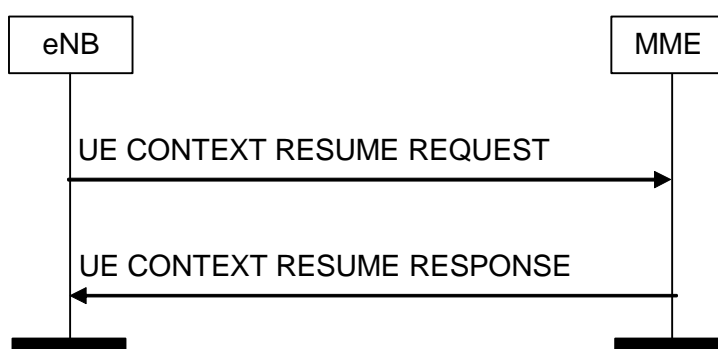 eNB
MME
UE CONTEXT RESUME REQUEST
UE CONTEXT RESUME RESPONSE